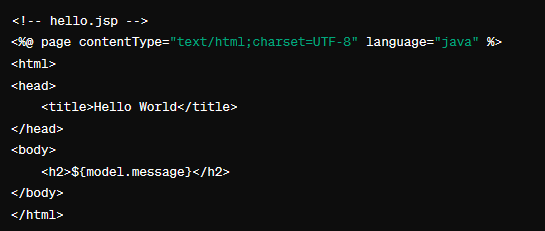 <!-- hello.jsp -->
<%@ page contentType="text/html;charset=UTF-8" language="java" %>
<html>
<head>
    <title>Hello World</title>
</head>
<body>
    <h2>${model.message}</h2>
</body>
</html>